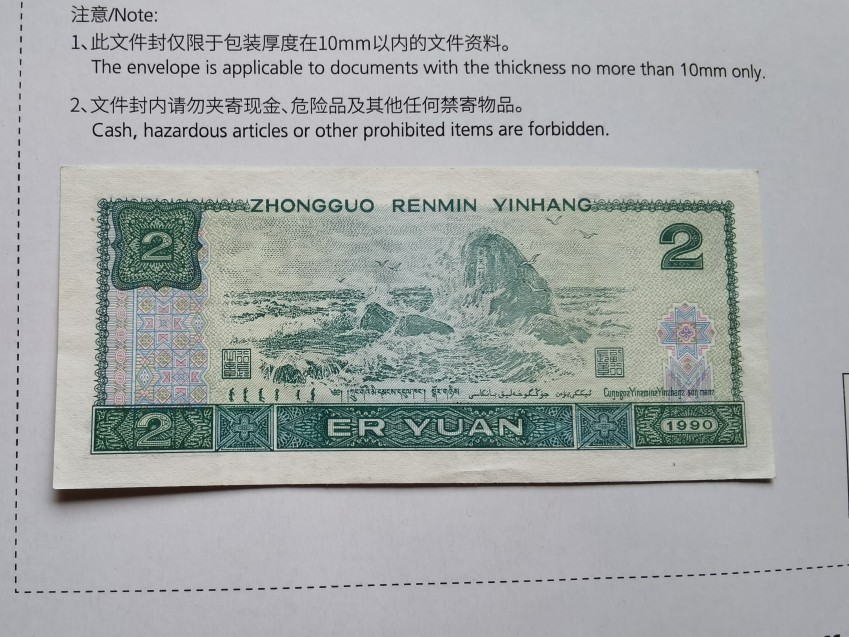 注意/Note:
1、此文件封仅限于包装厚度在10mm以内的文件资料。
The envelope is applicable to documents with the thickness no more than 10mm only.
2、文件封内请勿夹寄现金、危险品及其他任何禁寄物品。
Cash, hazardous articles or other prohibited items are forbidden.
ZHONGGUO RENMIN YINHANG
2
2
2 ER YUAN 1990